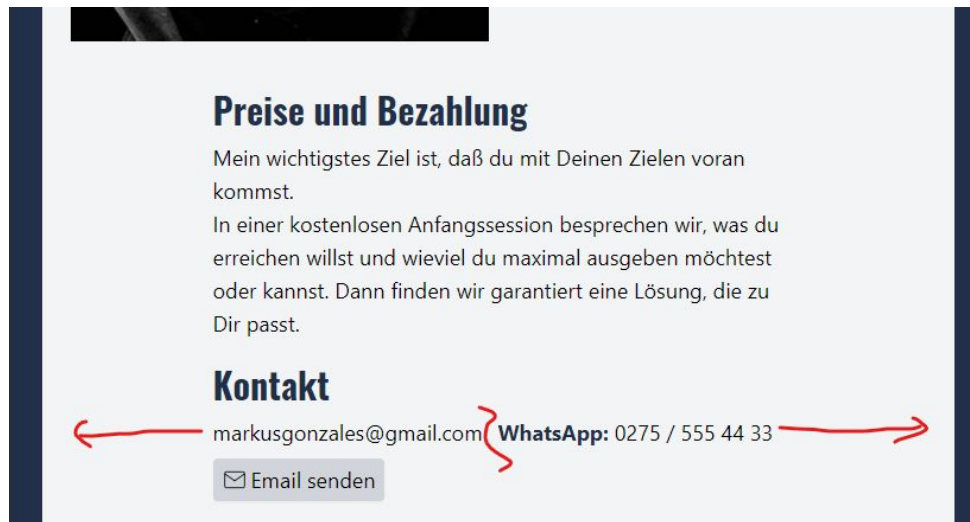 Preise und Bezahlung
Mein wichtigstes Ziel ist, daß du mit Deinen Zielen voran
kommst.
In einer kostenlosen Anfangssession besprechen wir, was du
erreichen willst und wieviel du maximal ausgeben möchtest
oder kannst. Dann finden wir garantiert eine Lösung, die zu
Dir passt.
Kontakt
markusgonzales@gmail.com WhatsApp: 0275 / 555 44 33
Email senden